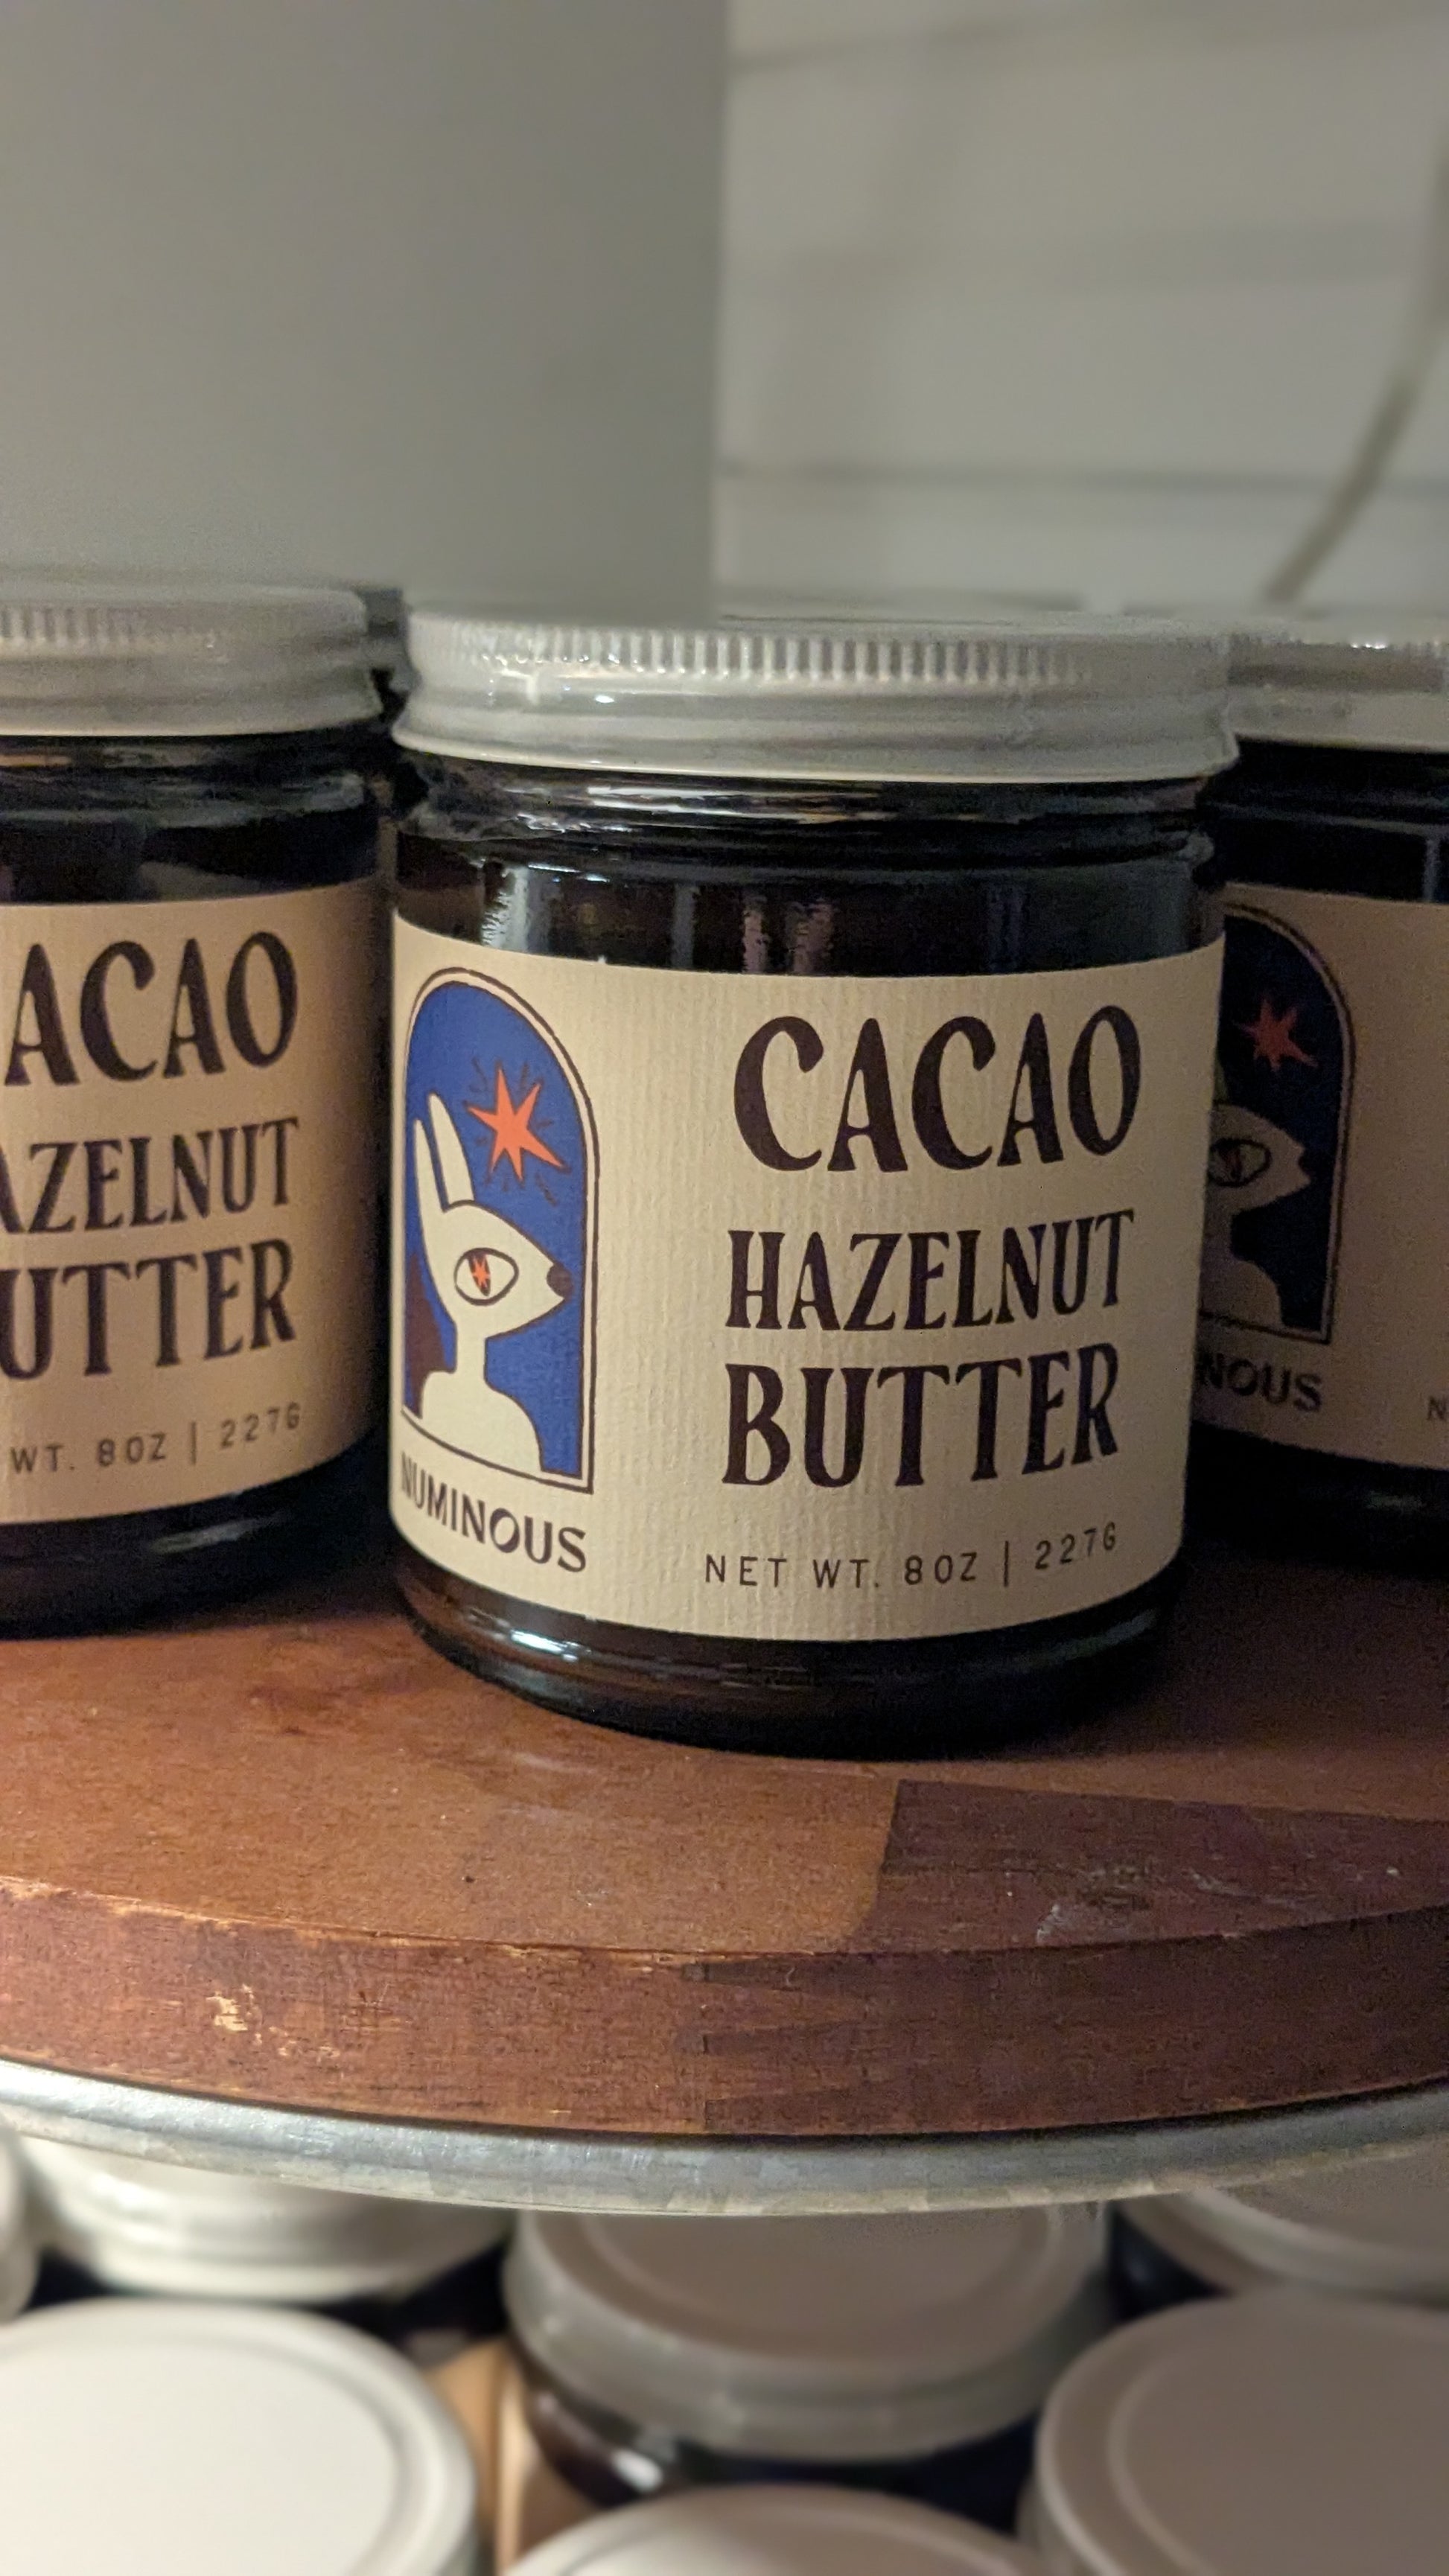 ACAO
AZELNUT
UTTER
WT. 8OZ | 227G
NUMINOUS
CACAO
HAZELNUT
BUTTER
NET WT. 8OZ | 227G
NOUS
N